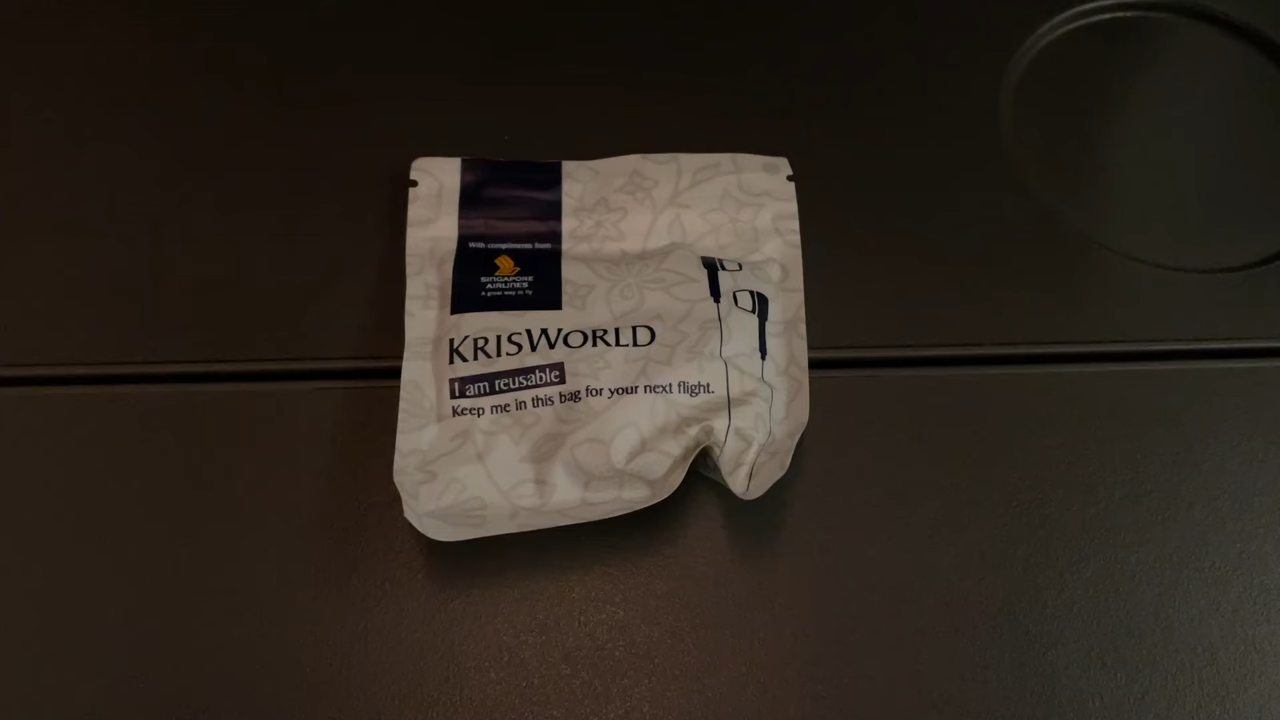 With compliments from
SINGAPORE
AIRLINES
A great way to fly
KRISWORLD
I am reusable
Keep me in this bag for your next flight.